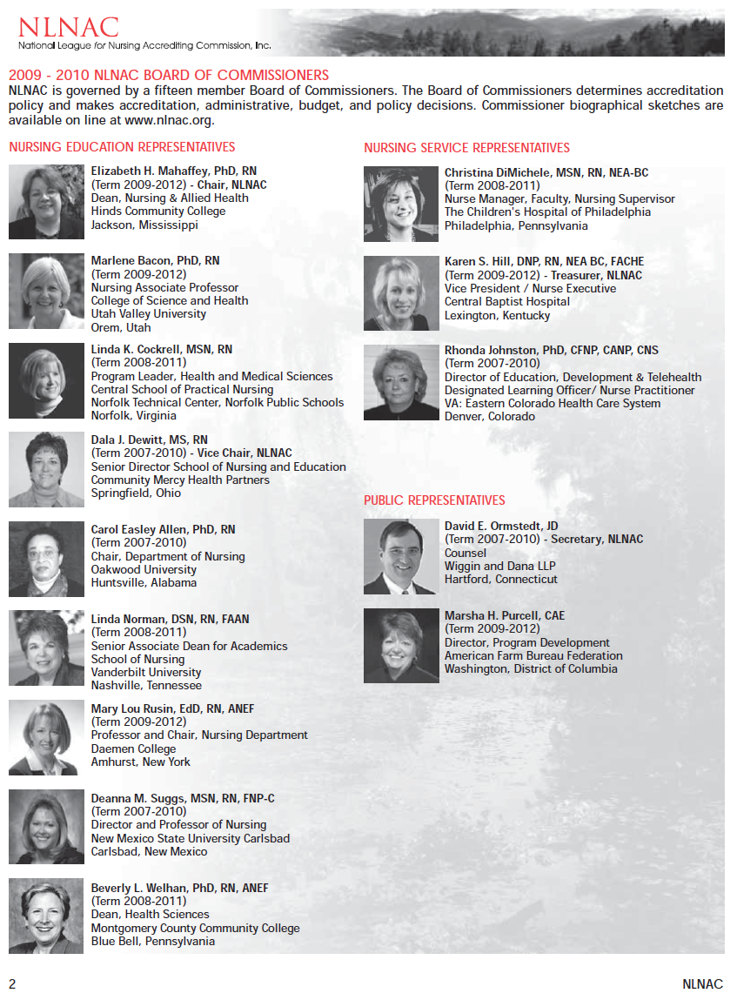 NLNAC
National League for Nursing Accrediting Commission, Inc.
2009 - 2010 NLNAC BOARD OF COMMISSIONERS
NLNAC is governed by a fifteen member Board of Commissioners. The Board of Commissioners determines accreditation
policy and makes accreditation, administrative, budget, and policy decisions. Commissioner biographical sketches are
available on line at www.nlnac.org.
NURSING EDUCATION REPRESENTATIVES
Elizabeth H. Mahaffey, PhD, RN
(Term 2009-2012) - Chair, NLNAC
Dean, Nursing & Allied Health
Hinds Community College
Jackson, Mississippi
Marlene Bacon, PhD, RN
(Term 2009-2012)
Nursing Associate Professor
College of Science and Health
Utah Valley University
Orem, Utah
Linda K. Cockrell, MSN, RN
(Term 2008-2011)
Program Leader, Health and Medical Sciences
Central School of Practical Nursing
Norfolk Technical Center, Norfolk Public Schools
Norfolk, Virginia
Dala J. Dewitt, MS, RN
(Term 2007-2010) - Vice Chair, NLNAC
Senior Director School of Nursing and Education
Community Mercy Health Partners
Springfield, Ohio
Carol Easley Allen, PhD, RN
(Term 2007-2010)
Chair, Department of Nursing
Oakwood University
Huntsville, Alabama
Linda Norman, DSN, RN, FAAN
(Term 2008-2011)
Senior Associate Dean for Academics
School of Nursing
Vanderbilt University
Nashville, Tennessee
Mary Lou Rusin, EdD, RN, ANEF
(Term 2009-2012)
Professor and Chair, Nursing Department
Daemen College
Amhurst, New York
Deanna M. Suggs, MSN, RN, FNP-C
(Term 2007-2010)
Director and Professor of Nursing
New Mexico State University Carlsbad
Carlsbad, New Mexico
Beverly L. Welhan, PhD, RN, ANEF
(Term 2008-2011)
Dean, Health Sciences
Montgomery County Community College
Blue Bell, Pennsylvania
NURSING SERVICE REPRESENTATIVES
Christina DiMichele, MSN, RN, NEA-BC
(Term 2008-2011)
Nurse Manager, Faculty, Nursing Supervisor
The Children's Hospital of Philadelphia
Philadelphia, Pennsylvania
Karen S. Hill, DNP, RN, NEA BC, FACHE
(Term 2009-2012) - Treasurer, NLNAC
Vice President / Nurse Executive
Central Baptist Hospital
Lexington, Kentucky
Rhonda Johnston, PhD, CFNP, CANP, CNS
(Term 2007-2010)
Director of Education, Development & Telehealth
Designated Learning Officer/ Nurse Practitioner
VA: Eastern Colorado Health Care System
Denver, Colorado
PUBLIC REPRESENTATIVES
David E. Ormstedt, JD
(Term 2007-2010) - Secretary, NLNAC
Counsel
Wiggin and Dana LLP
Hartford, Connecticut
Marsha H. Purcell, CAE
(Term 2009-2012)
Director, Program Development
American Farm Bureau Federation
Washington, District of Columbia
2
NLNAC